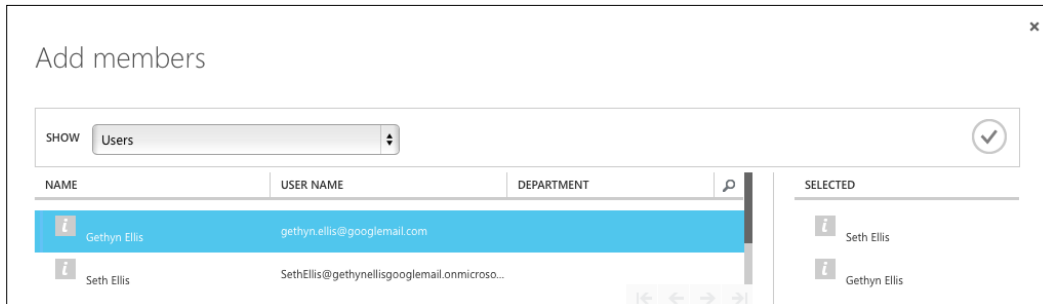 Add members
SHOW Users
NAME USER NAME DEPARTMENT SELECTED
Gethyn Ellis gethyn.ellis@googlemail.com Seth Ellis
Seth Ellis SethEllis@gethynellisgooglemail.onmicroso... Gethyn Ellis